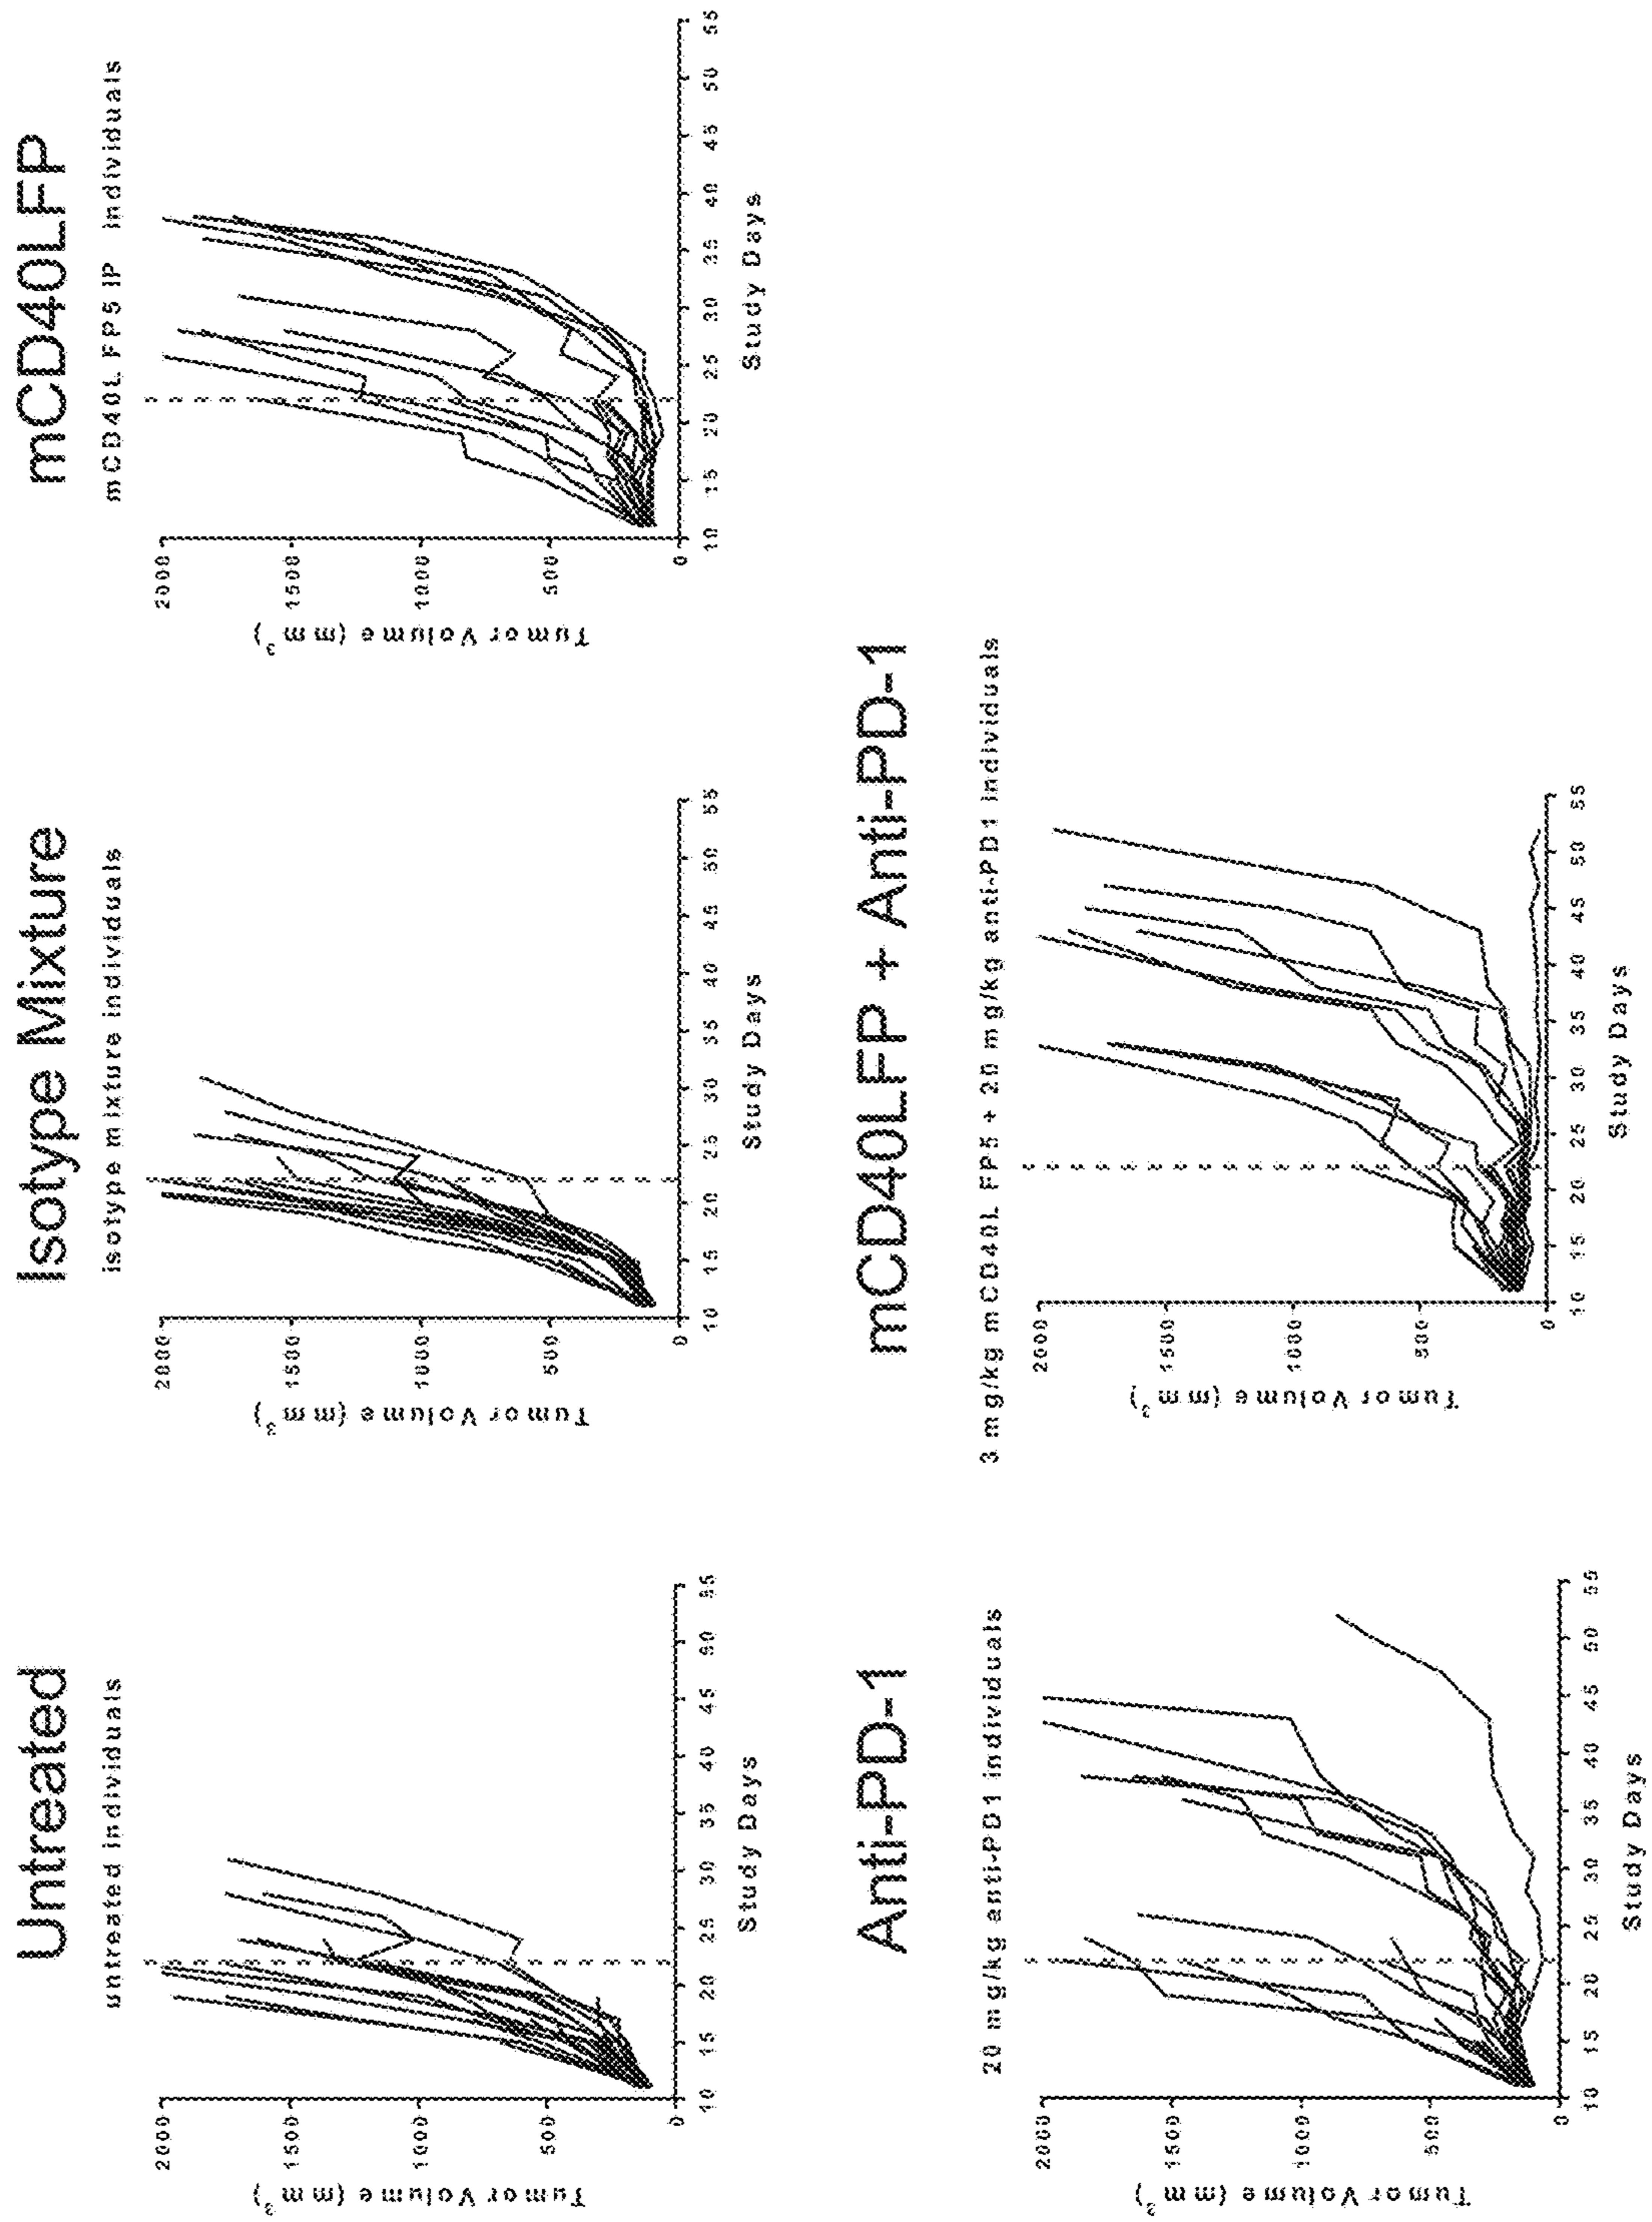 Untreated
untreated individuals
Tumor Volume (mm3)
2000
1500
1000
500
0
10 15 20 25 30 35 40 45 50 55
Study Days
Isotype Mixture
isotype mixture individuals
Tumor Volume (mm3)
2000
1500
1000
500
0
10 15 20 25 30 35 40 45 50 55
Study Days
mCD40LFP
mCD40L FP5 IP individuals
Tumor Volume (mm3)
2000
1500
1000
500
0
10 15 20 25 30 35 40 45 50 55
Study Days
Anti-PD-1
20 mg/kg anti-PD1 individuals
Tumor Volume (mm3)
2000
1500
1000
500
0
10 15 20 25 30 35 40 45 50 55
Study Days
mCD40LFP + Anti-PD-1
3 mg/kg mCD40L FP5 + 20 mg/kg anti-PD1 individuals
Tumor Volume (mm3)
2000
1500
1000
500
0
10 15 20 25 30 35 40 45 50 55
Study Days